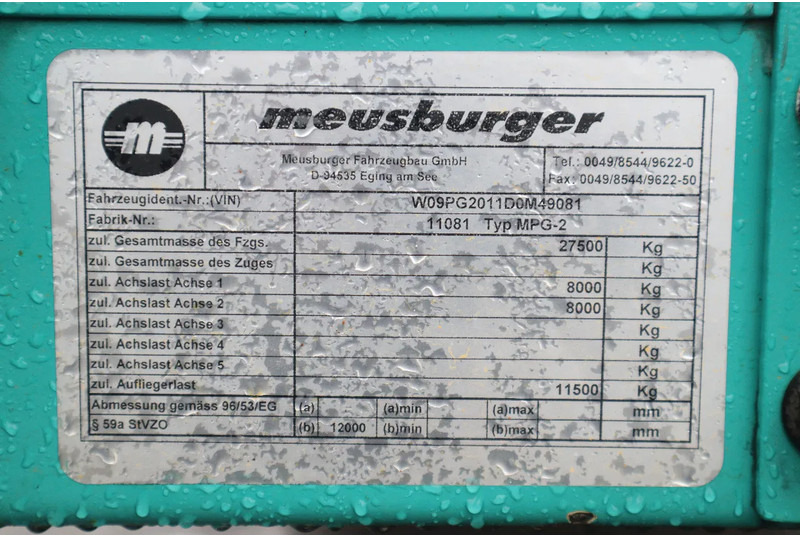 m meusburger
Meusburger Fahrzeugbau GmbH
D-94535 Eging am See
Tel.: 0049/8544/9622-0
Fax: 0049/8544/9622-50
Fahrzeugident.-Nr.:(VIN) W09PG2011D0M49081
Fabrik-Nr.: 11081 Typ MPG-2
zul. Gesamtmasse des Fzgs. 27500 Kg
zul. Gesamtmasse des Zuges Kg
zul. Achslast Achse 1 8000 Kg
zul. Achslast Achse 2 8000 Kg
zul. Achslast Achse 3 Kg
zul. Achslast Achse 4 Kg
zul. Achslast Achse 5 Kg
zul. Aufliegerlast 11500 Kg
Abmessung gemäss 96/53/EG (a) (a)min (a)max mm
§ 59a StVZO (b) 12000 (b)min (b)max mm